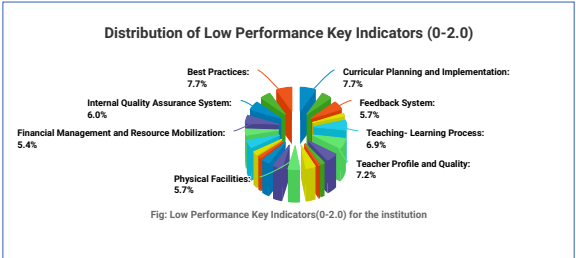 Distribution of Low Performance Key Indicators (0-2.0)
Best Practices:
7.7%
Curricular Planning and Implementation:
7.7%
Internal Quality Assurance System:
6.0%
Feedback System:
5.7%
Financial Management and Resource Mobilization:
5.4%
Teaching- Learning Process:
6.9%
Teacher Profile and Quality:
7.2%
Physical Facilities:
5.7%
Fig: Low Performance Key Indicators(0-2.0) for the institution